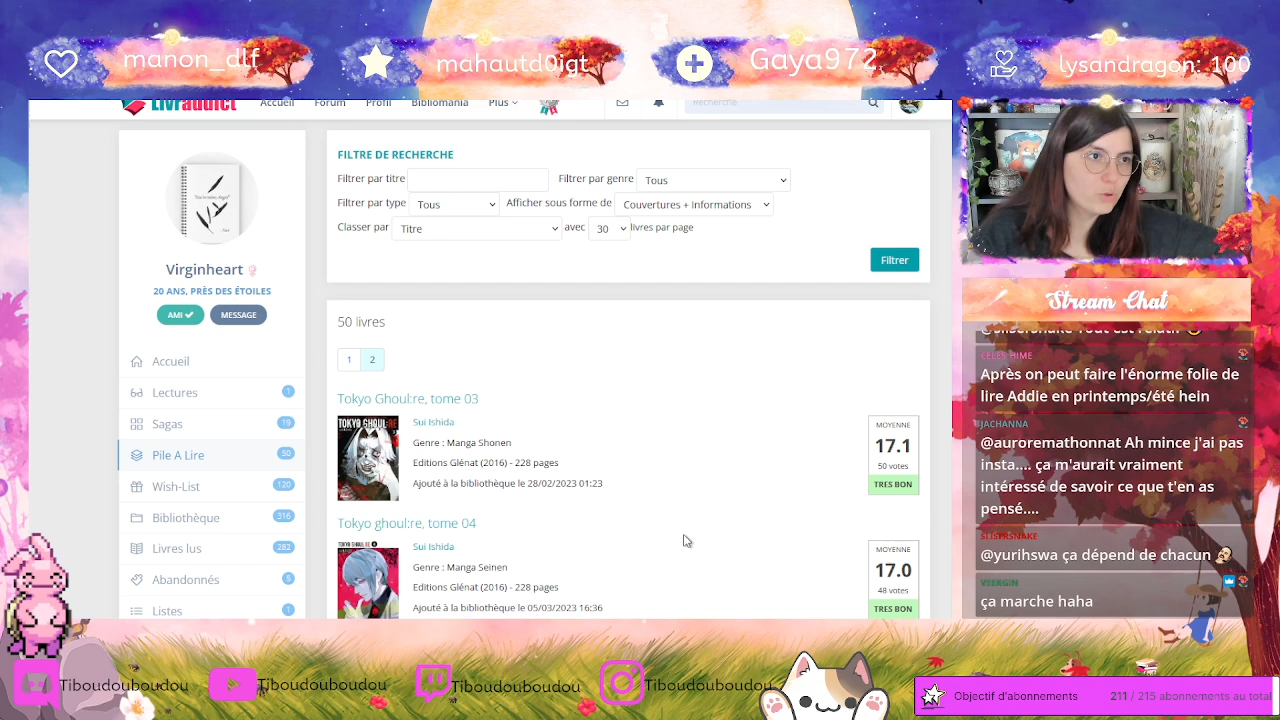 manon_dlf
mahautd0igt
Gaya972
lysandragon: 100
Livraddict
Accueil
Forum
Profil
Bibliomania
Plus
Recherche
Virginheart
20 ANS, PRÈS DES ÉTOILES
AMI
MESSAGE
Accueil
Lectures 1
Sagas 19
Pile A Lire 50
Wish-List 120
Bibliothèque 316
Livres lus 282
Abandonnés 5
Listes 1
FILTRE DE RECHERCHE
Filtrer par titre
Filtrer par genre Tous
Filtrer par type Tous Afficher sous forme de Couvertures + Informations
Classer par Titre avec 30 livres par page
Filtrer
50 livres
1 2
Tokyo Ghoul:re, tome 03
Sui Ishida
Genre : Manga Shonen
Editions Glénat (2016) - 228 pages
Ajouté à la bibliothèque le 28/02/2023 01:23
MOYENNE
17.1
50 votes
TRES BON
Tokyo ghoul:re, tome 04
Sui Ishida
Genre : Manga Seinen
Editions Glénat (2016) - 228 pages
Ajouté à la bibliothèque le 05/03/2023 16:36
MOYENNE
17.0
48 votes
TRES BON
Stream Chat
CELES HIME
Après on peut faire l'énorme folie de
lire Addie en printemps/été hein
JACHANNA
@auroremathonnat Ah mince j'ai pas
insta.... ça m'aurait vraiment
intéressé de savoir ce que t'en as
pensé....
SLISERSNAKE
@yurihswa ça dépend de chacun
VEERGIN
ça marche haha
Tiboudouboudou
Tiboudouboudou
Tiboudouboudou
Tiboudouboudou
Objectif d'abonnements 211 / 215 abonnements au total